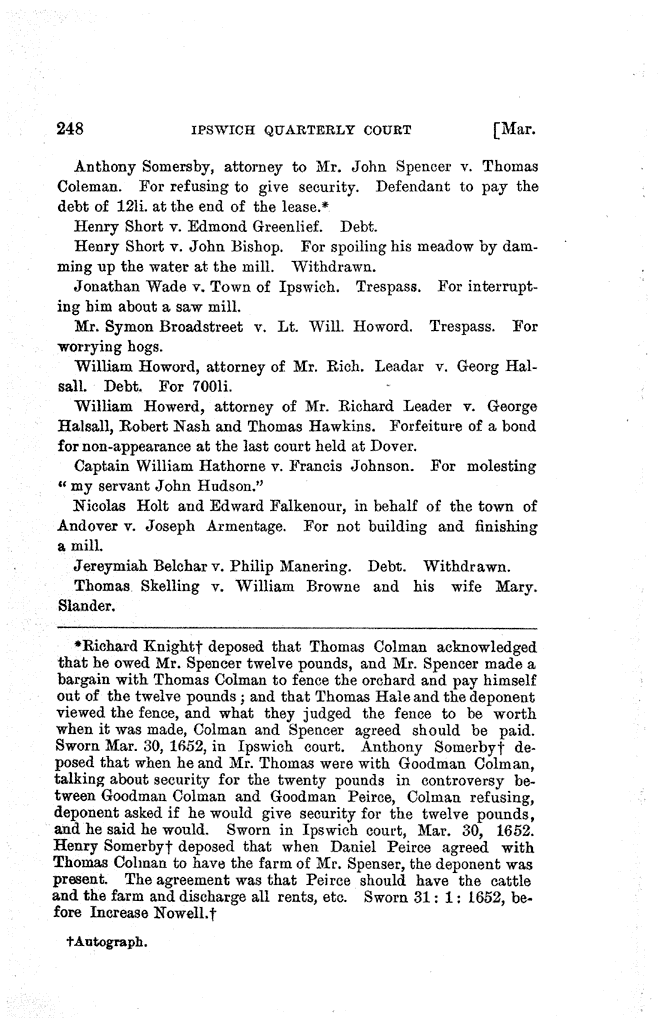 248 IPSWICH QUARTERLY COURT [Mar.
Anthony Somersby, attorney to Mr. John Spencer v. Thomas
Coleman. For refusing to give security. Defendant to pay the
debt of 12li. at the end of the lease.*
Henry Short v. Edmond Greenlief. Debt.
Henry Short v. John Bishop. For spoiling his meadow by dam-
ming up the water at the mill. Withdrawn.
Jonathan Wade v. Town of Ipswich. Trespass. For interrupt-
ing him about a saw mill.
Mr. Symon Broadstreet v. Lt. Will. Howord. Trespass. For
worrying hogs.
William Howord, attorney of Mr. Rich. Leadar v. Georg Hal-
sall. Debt. For 700li.
William Howerd, attorney of Mr. Richard Leader v. George
Halsall, Robert Nash and Thomas Hawkins. Forfeiture of a bond
for non-appearance at the last court held at Dover.
Captain William Hathorne v. Francis Johnson. For molesting
"my servant John Hudson."
Nicolas Holt and Edward Falkenour, in behalf of the town of
Andover v. Joseph Armentage. For not building and finishing
a mill.
Jereymiah Belchar v. Philip Manering. Debt. Withdrawn.
Thomas Skelling v. William Browne and his wife Mary.
Slander.
*Richard Knight† deposed that Thomas Colman acknowledged
that he owed Mr. Spencer twelve pounds, and Mr. Spencer made a
bargain with Thomas Colman to fence the orchard and pay himself
out of the twelve pounds; and that Thomas Hale and the deponent
viewed the fence, and what they judged the fence to be worth
when it was made, Colman and Spencer agreed should be paid.
Sworn Mar. 30, 1652, in Ipswich court. Anthony Somerby† de-
posed that when he and Mr. Thomas were with Goodman Colman,
talking about security for the twenty pounds in controversy be-
tween Goodman Colman and Goodman Peirce, Colman refusing,
deponent asked if he would give security for the twelve pounds,
and he said he would. Sworn in Ipswich court, Mar. 30, 1652.
Henry Somerby† deposed that when Daniel Peirce agreed with
Thomas Colman to have the farm of Mr. Spenser, the deponent was
present. The agreement was that Peirce should have the cattle
and the farm and discharge all rents, etc. Sworn 31: 1: 1652, be-
fore Increase Nowell.†
†Autograph.